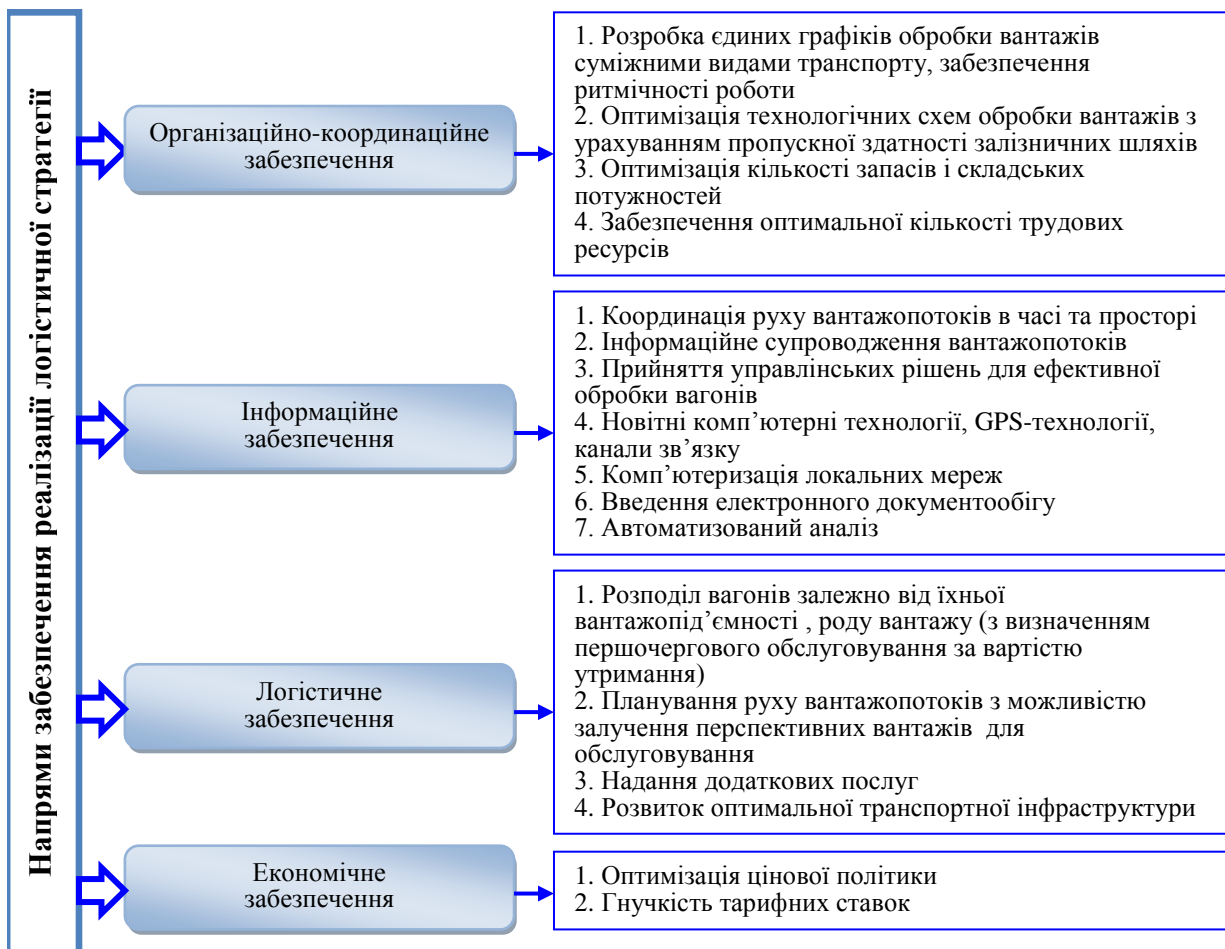 Напрями забезпечення реалізації логістичної стратегії
Організаційно-координаційне
забезпечення
1. Розробка єдиних графіків обробки вантажів
суміжними видами транспорту, забезпечення
ритмічності роботи
2. Оптимізація технологічних схем обробки вантажів з
урахуванням пропускної здатності залізничних шляхів
3. Оптимізація кількості запасів і складських
потужностей
4. Забезпечення оптимальної кількості трудових
ресурсів
Інформаційне
забезпечення
1. Координація руху вантажопотоків в часі та просторі
2. Інформаційне супроводження вантажопотоків
3. Прийняття управлінських рішень для ефективної
обробки вагонів
4. Новітні комп’ютерні технології, GPS-технології,
канали зв’язку
5. Комп’ютеризація локальних мереж
6. Введення електронного документообігу
7. Автоматизований аналіз
Логістичне
забезпечення
1. Розподіл вагонів залежно від їхньої
вантажопід’ємності , роду вантажу (з визначенням
першочергового обслуговування за вартістю
утримання)
2. Планування руху вантажопотоків з можливістю
залучення перспективних вантажів для
обслуговування
3. Надання додаткових послуг
4. Розвиток оптимальної транспортної інфраструктури
Економічне
забезпечення
1. Оптимізація цінової політики
2. Гнучкість тарифних ставок